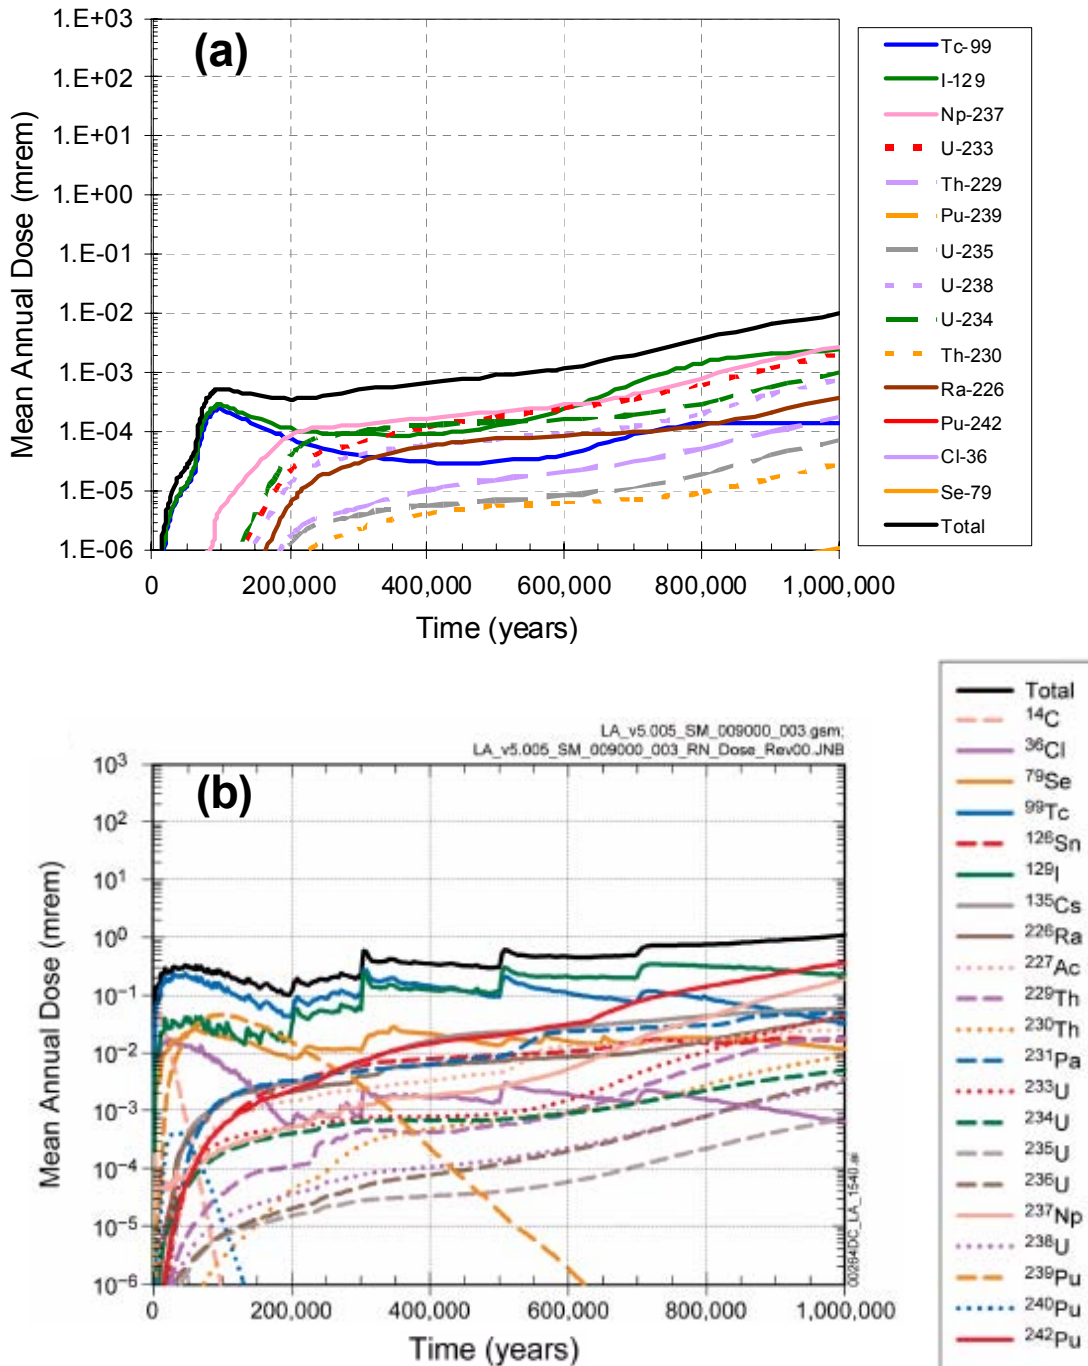 1.E+03
(a)
1.E+02
1.E+01
1.E+00
1.E-01
1.E-02
1.E-03
1.E-04
1.E-05
1.E-06
Mean Annual Dose (mrem)
0
200,000
400,000
600,000
800,000
1,000,000
Time (years)
Tc-99
I-129
Np-237
U-233
Th-229
Pu-239
U-235
U-238
U-234
Th-230
Ra-226
Pu-242
Cl-36
Se-79
Total
LA_v5.005_SM_009000_003.gsm;
LA_v5.005_SM_009000_003_RN_Dose_Rev00.JNB
(b)
10³
10²
10¹
10⁰
10⁻¹
10⁻²
10⁻³
10⁻⁴
10⁻⁵
10⁻⁶
Mean Annual Dose (mrem)
0
200,000
400,000
600,000
800,000
1,000,000
Time (years)
00284DC_LA_1540.ai
Total
¹⁴C
³⁶Cl
⁷⁹Se
⁹⁹Tc
¹²⁶Sn
¹²⁹I
¹³⁵Cs
²²⁶Ra
²²⁷Ac
²²⁹Th
²³⁰Th
²³¹Pa
²³³U
²³⁴U
²³⁵U
²³⁶U
²³⁷Np
²³⁸U
²³⁹Pu
²⁴⁰Pu
²⁴²Pu